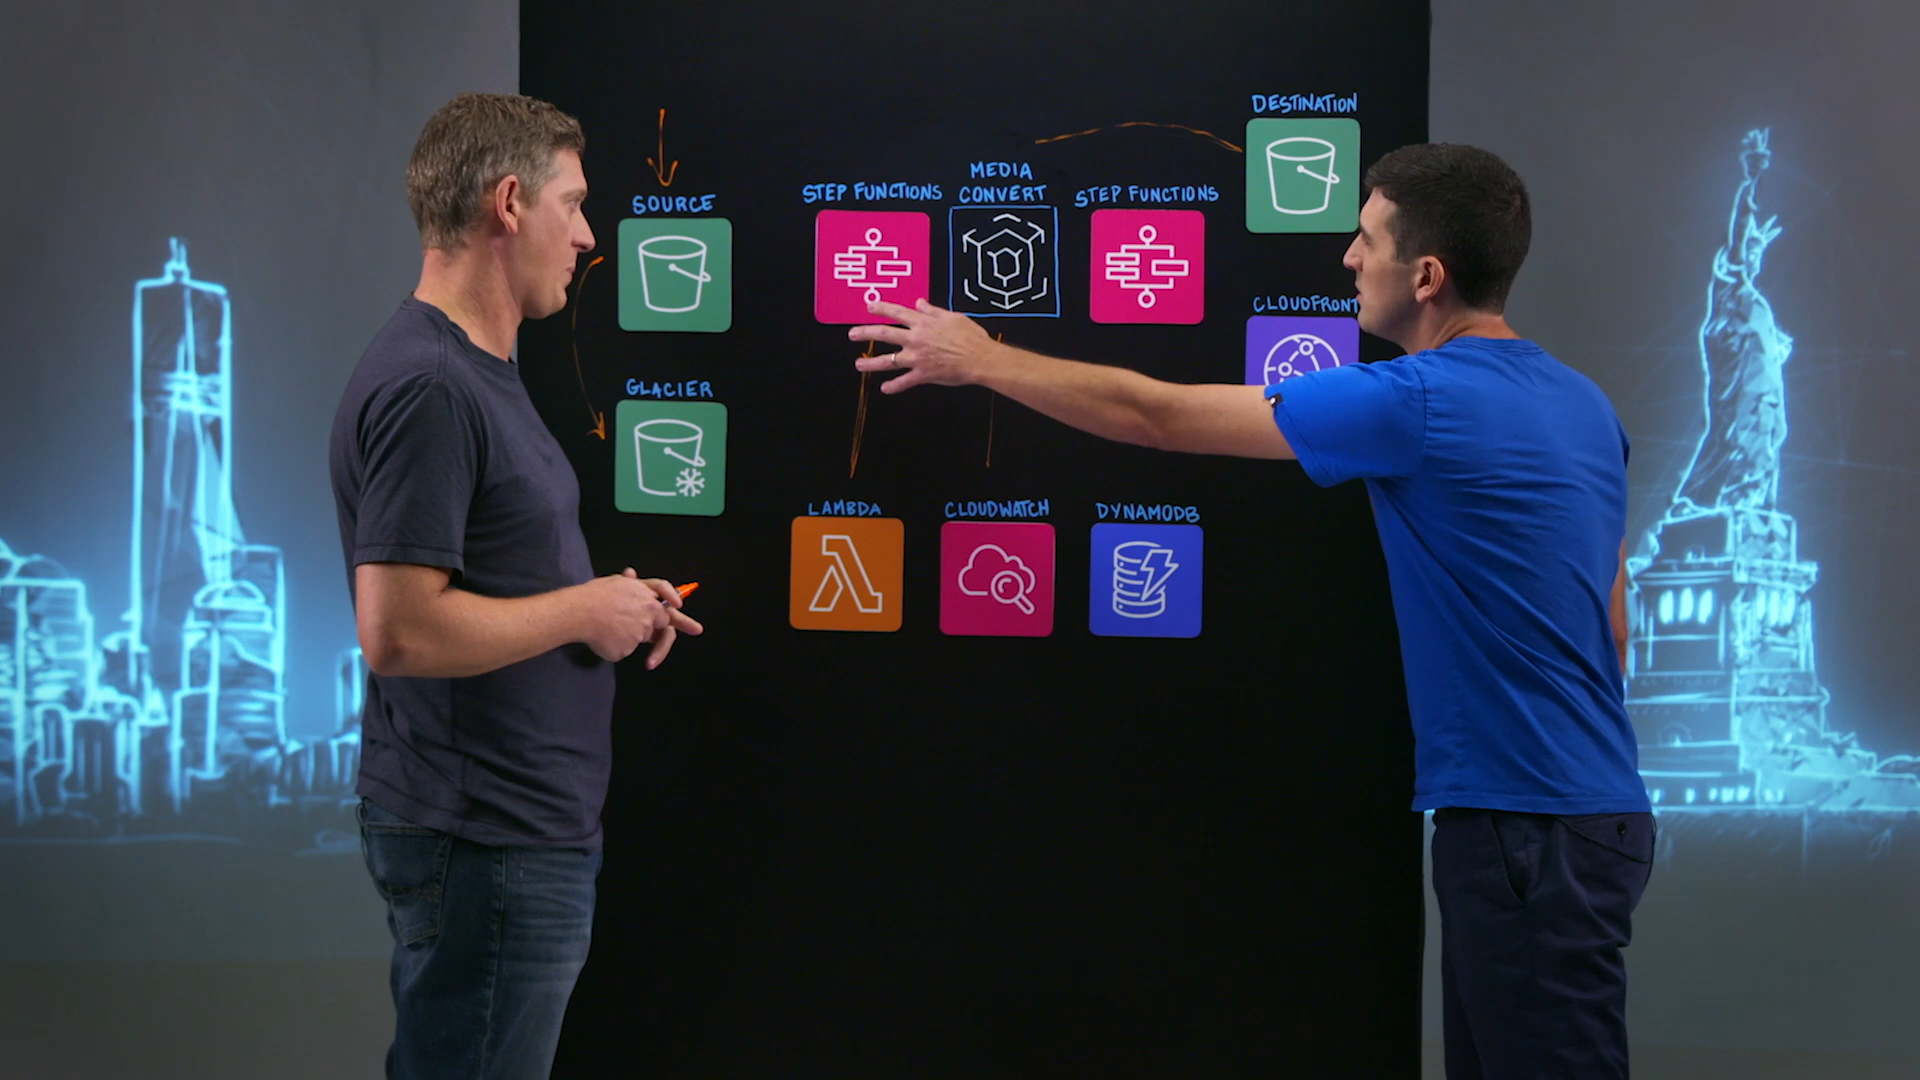 DESTINATION
MEDIA
CONVERT
STEP FUNCTIONS
STEP FUNCTIONS
SOURCE
CLOUDFRONT
GLACIER
LAMBDA
CLOUDWATCH
DYNAMODB